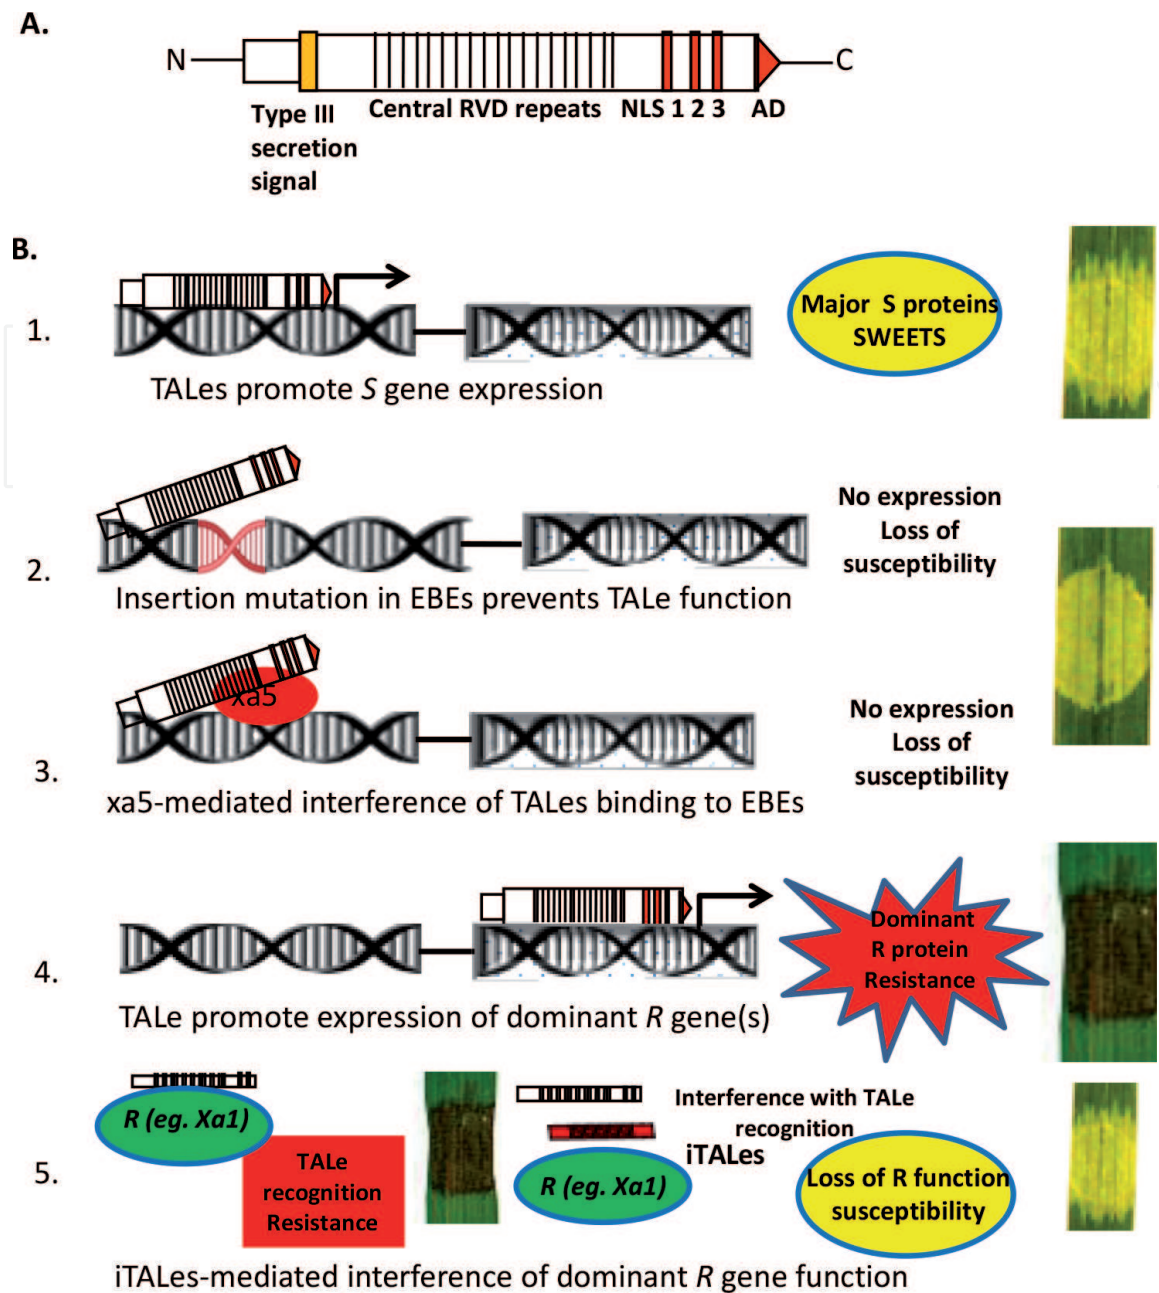 A.
N
C
Type III
secretion
signal
Central RVD repeats
NLS 1 2 3
AD
B.
1.
Major S proteins
SWEETS
TALes promote S gene expression
2.
No expression
Loss of
susceptibility
Insertion mutation in EBEs prevents TALe function
xa5
3.
No expression
Loss of
susceptibility
xa5-mediated interference of TALes binding to EBEs
4.
Dominant
R protein
Resistance
TALe promote expression of dominant R gene(s)
5.
R (eg. Xa1)
TALe
recognition
Resistance
Interference with TALe
recognition
iTALes
R (eg. Xa1)
Loss of R function
susceptibility
iTALes-mediated interference of dominant R gene function